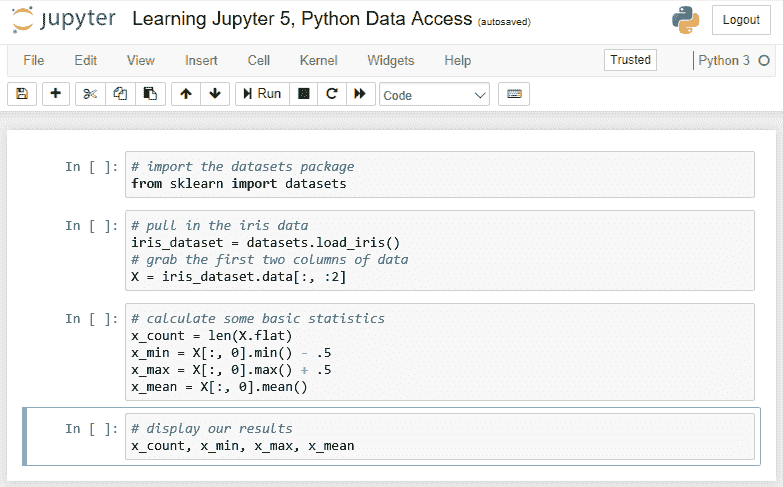 jupyter Learning Jupyter 5, Python Data Access (autosaved) Logout
File Edit View Insert Cell Kernel Widgets Help Trusted Python 3
Run Code
In [ ]: # import the datasets package
from sklearn import datasets
In [ ]: # pull in the iris data
iris_dataset = datasets.load_iris()
# grab the first two columns of data
X = iris_dataset.data[:, :2]
In [ ]: # calculate some basic statistics
x_count = len(X.flat)
x_min = X[:, 0].min() - .5
x_max = X[:, 0].max() + .5
x_mean = X[:, 0].mean()
In [ ]: # display our results
x_count, x_min, x_max, x_mean